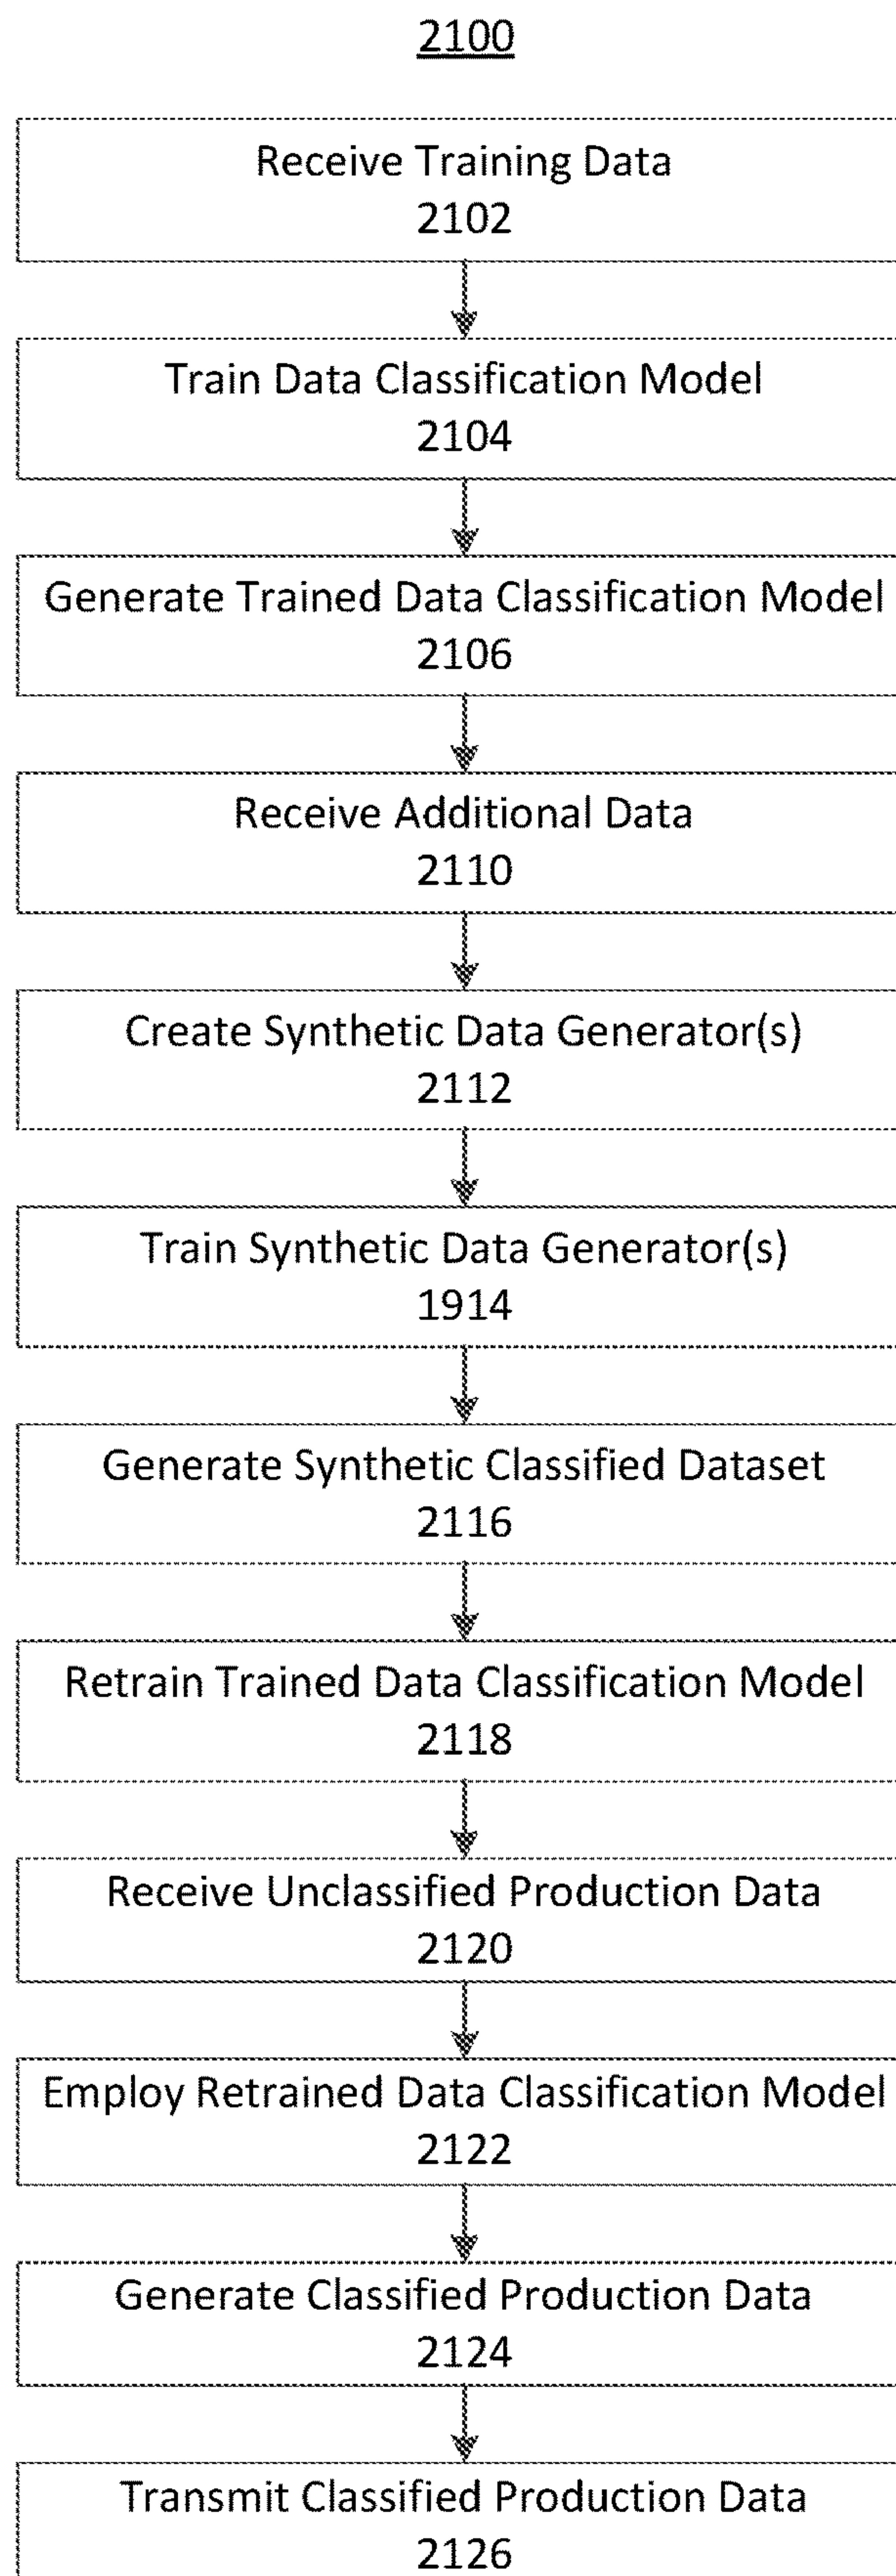 2100
Receive Training Data
2102
Train Data Classification Model
2104
Generate Trained Data Classification Model
2106
Receive Additional Data
2110
Create Synthetic Data Generator(s)
2112
Train Synthetic Data Generator(s)
1914
Generate Synthetic Classified Dataset
2116
Retrain Trained Data Classification Model
2118
Receive Unclassified Production Data
2120
Employ Retrained Data Classification Model
2122
Generate Classified Production Data
2124
Transmit Classified Production Data
2126